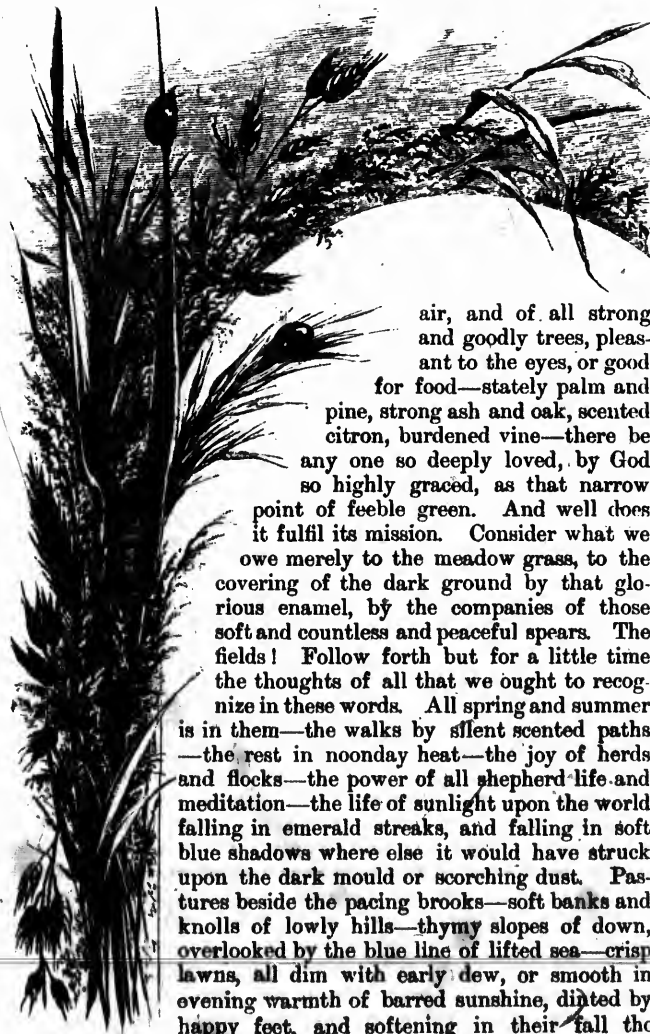 air, and of all strong
and goodly trees, pleas-
ant to the eyes, or good
for food—stately palm and
pine, strong ash and oak, scented
citron, burdened vine—there be
any one so deeply loved, by God
so highly graced, as that narrow
point of feeble green. And well does
it fulfil its mission. Consider what we
owe merely to the meadow grass, to the
covering of the dark ground by that glo-
rious enamel, by the companies of those
soft and countless and peaceful spears. The
fields! Follow forth but for a little time
the thoughts of all that we ought to recog-
nize in these words. All spring and summer
is in them—the walks by silent scented paths
—the rest in noonday heat—the joy of herds
and flocks—the power of all shepherd life and
meditation—the life of sunlight upon the world
falling in emerald streaks, and falling in soft
blue shadows where else it would have struck
upon the dark mould or scorching dust. Pas-
tures beside the pacing brooks—soft banks and
knolls of lowly hills—thymy slopes of down,
overlooked by the blue line of lifted sea—crisp
lawns, all dim with early dew, or smooth in
evening warmth of barred sunshine, dinted by
happy feet, and softening in their fall the